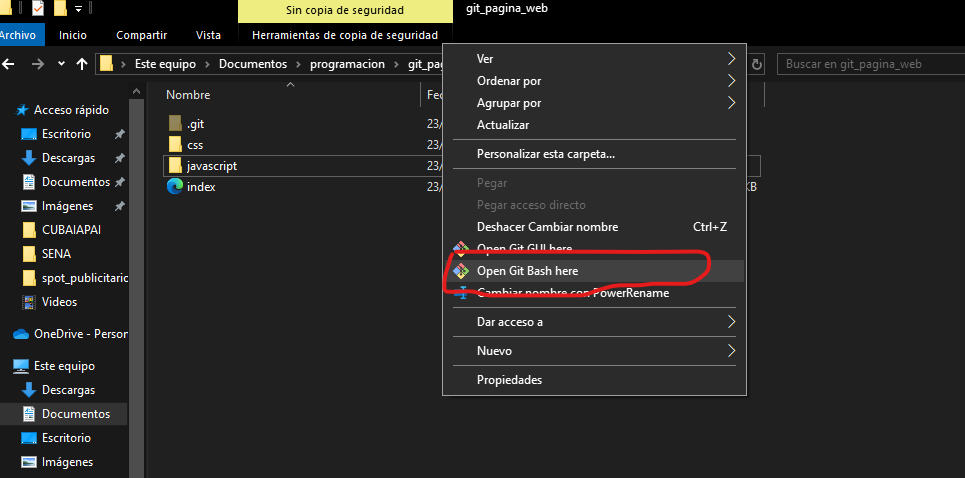 Sin copia de seguridad
git_pagina_web
Archivo
Inicio
Compartir
Vista
Herramientas de copia de seguridad
Este equipo
Documentos
programacion
git_pag
Buscar en git_pagina_web
Nombre
Fec
.git
23/
css
23/
javascript
23/
index
23/
KB
Acceso rápido
Escritorio
Descargas
Documentos
Imágenes
CUBAIAPAI
SENA
spot_publicitario
Videos
OneDrive - Person
Este equipo
Descargas
Documentos
Escritorio
Imágenes
Ver
Ordenar por
Agrupar por
Actualizar
Personalizar esta carpeta...
Pegar
Pegar acceso directo
Deshacer Cambiar nombre Ctrl+Z
Open Git GUI here
Open Git Bash here
Cambiar nombre con PowerRename
Dar acceso a
Nuevo
Propiedades